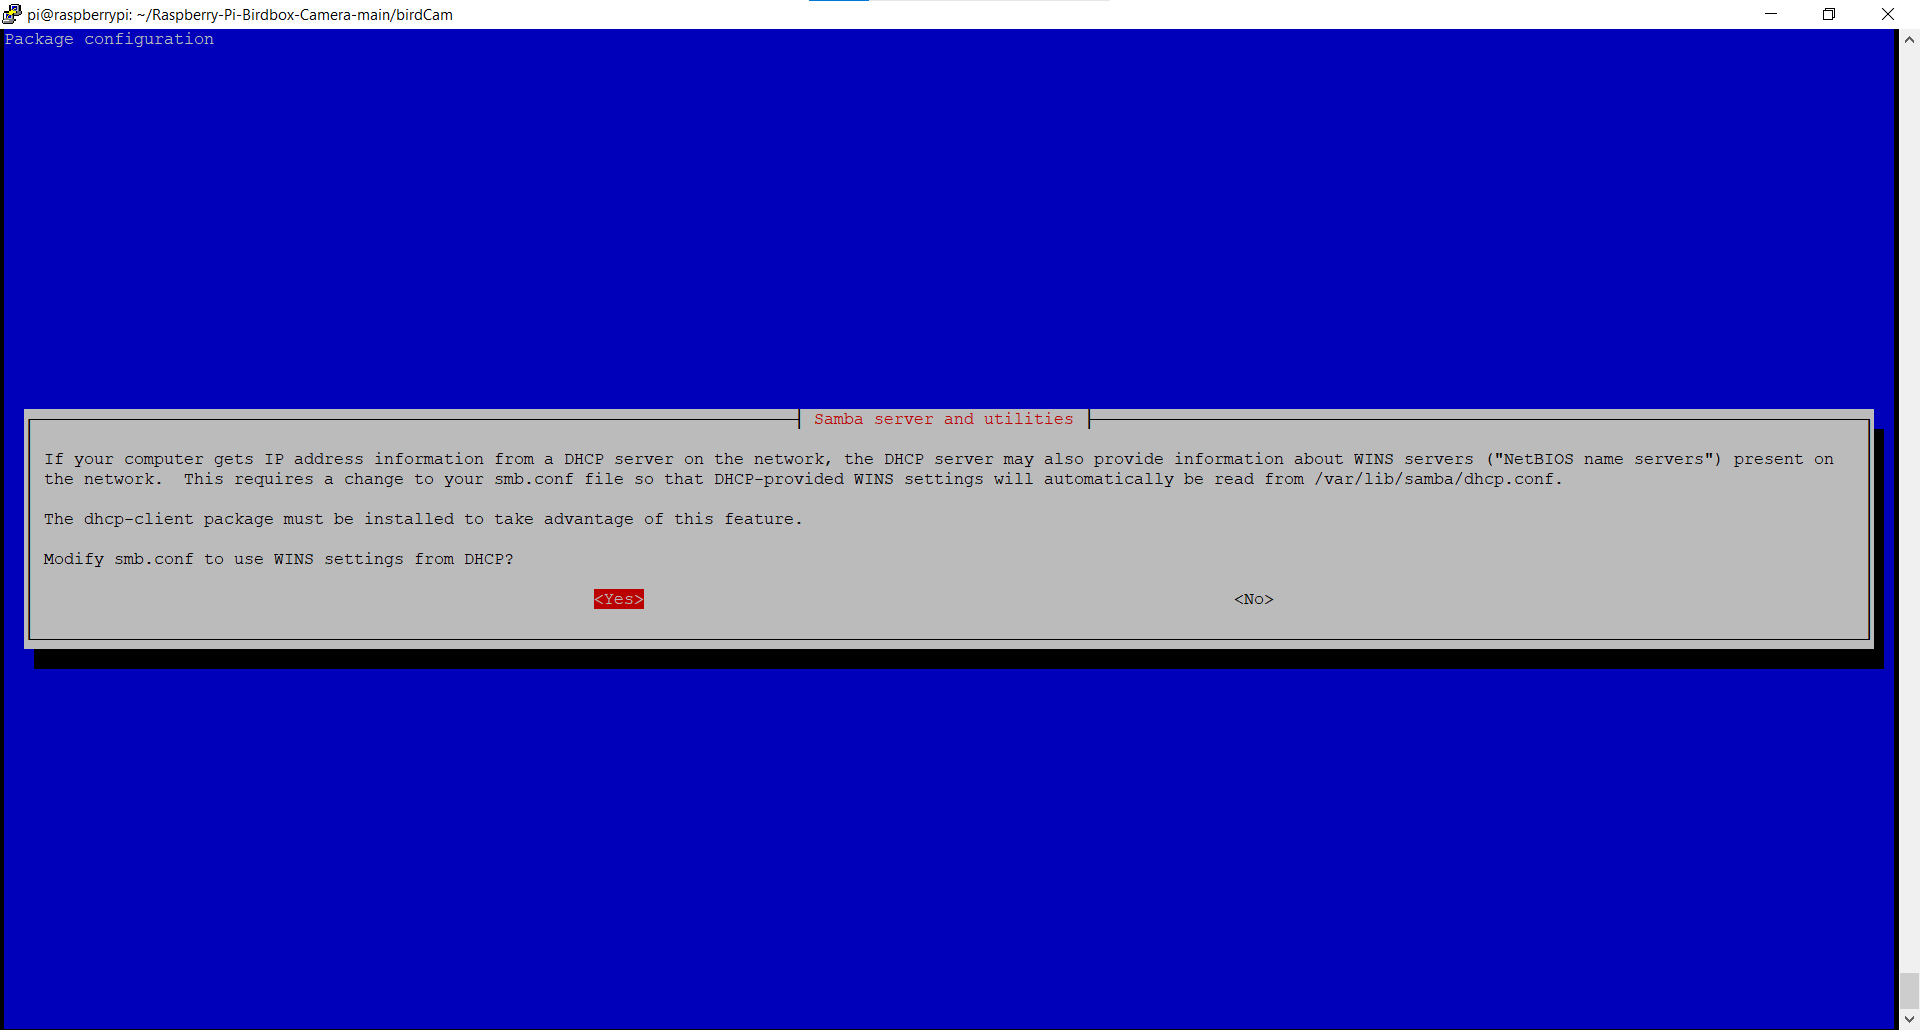 pi@raspberrypi: ~/Raspberry-Pi-Birdbox-Camera-main/birdCam
Package configuration
Samba server and utilities
If your computer gets IP address information from a DHCP server on the network, the DHCP server may also provide information about WINS servers ("NetBIOS name servers") present on
the network.  This requires a change to your smb.conf file so that DHCP-provided WINS settings will automatically be read from /var/lib/samba/dhcp.conf.
The dhcp-client package must be installed to take advantage of this feature.
Modify smb.conf to use WINS settings from DHCP?
<Yes> <No>